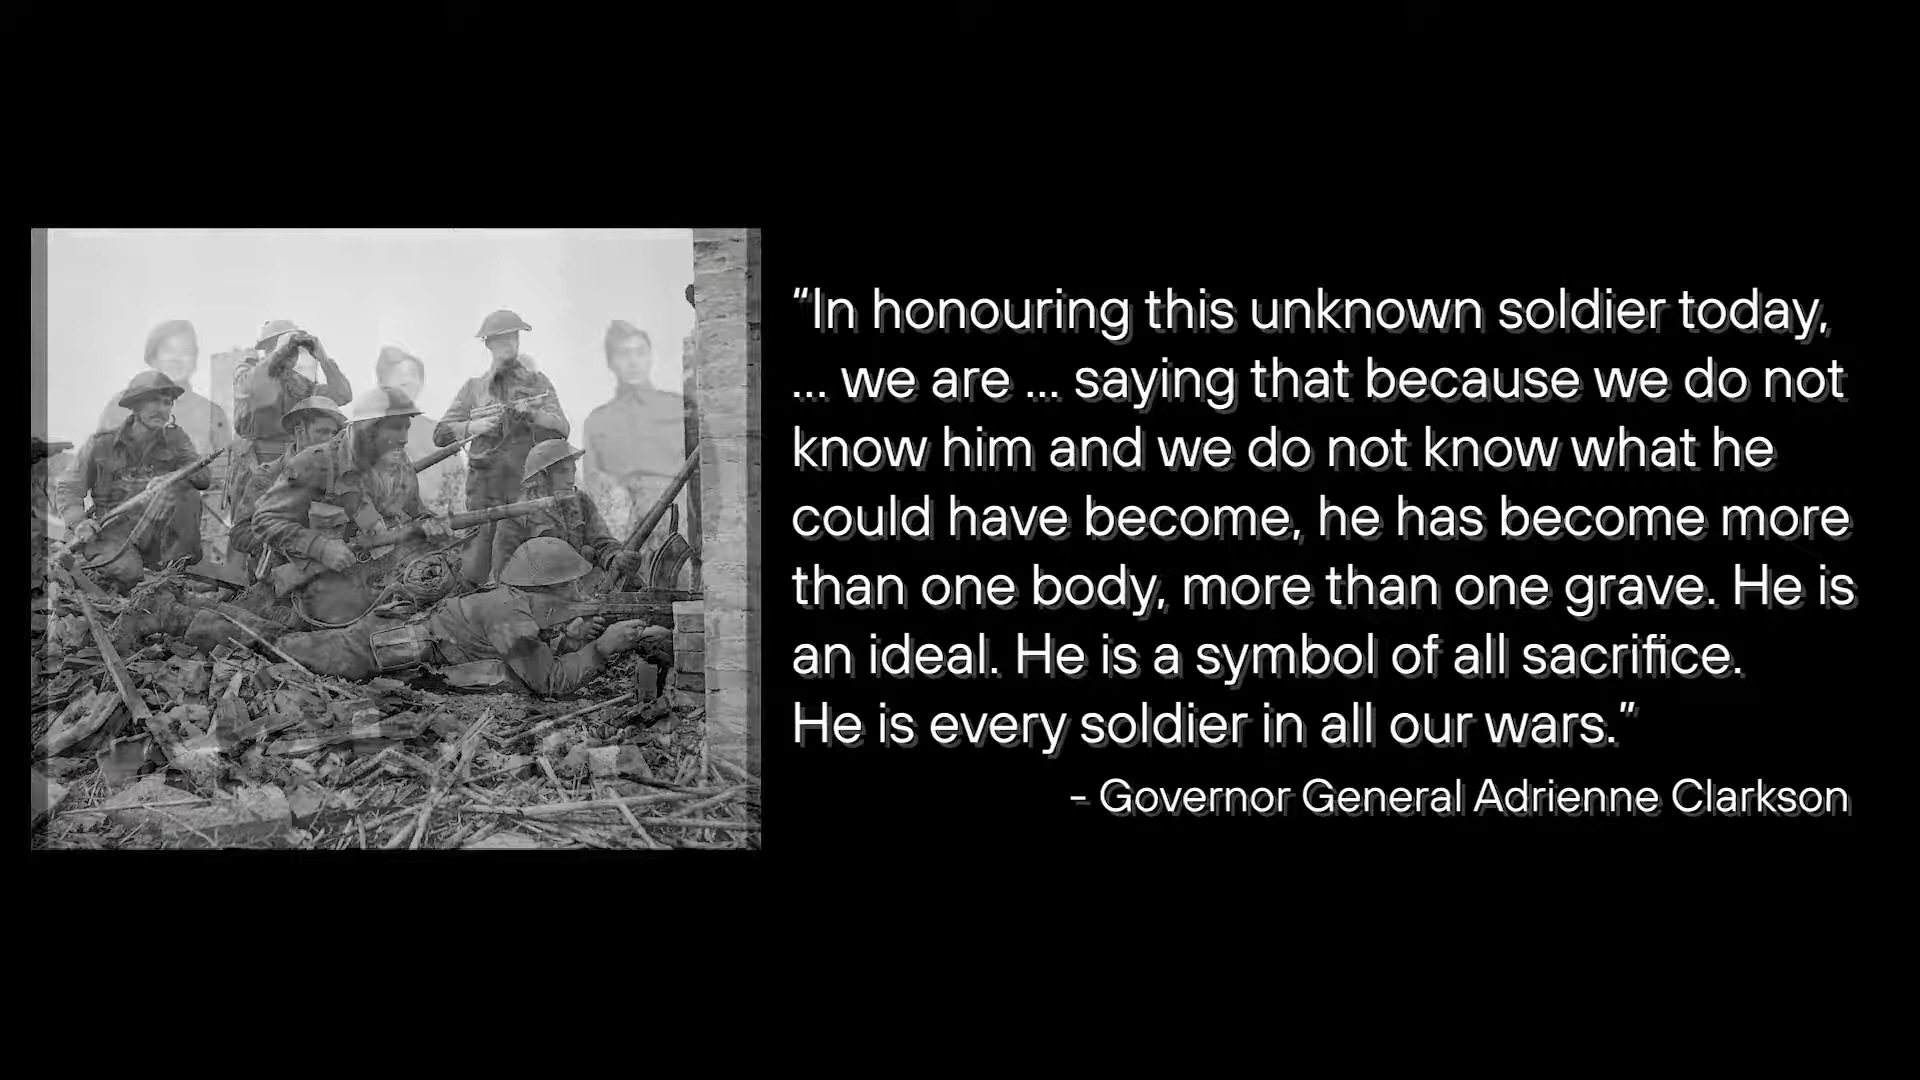 “In honouring this unknown soldier today,
... we are ... saying that because we do not
know him and we do not know what he
could have become, he has become more
than one body, more than one grave. He is
an ideal. He is a symbol of all sacrifice.
He is every soldier in all our wars.”
– Governor General Adrienne Clarkson